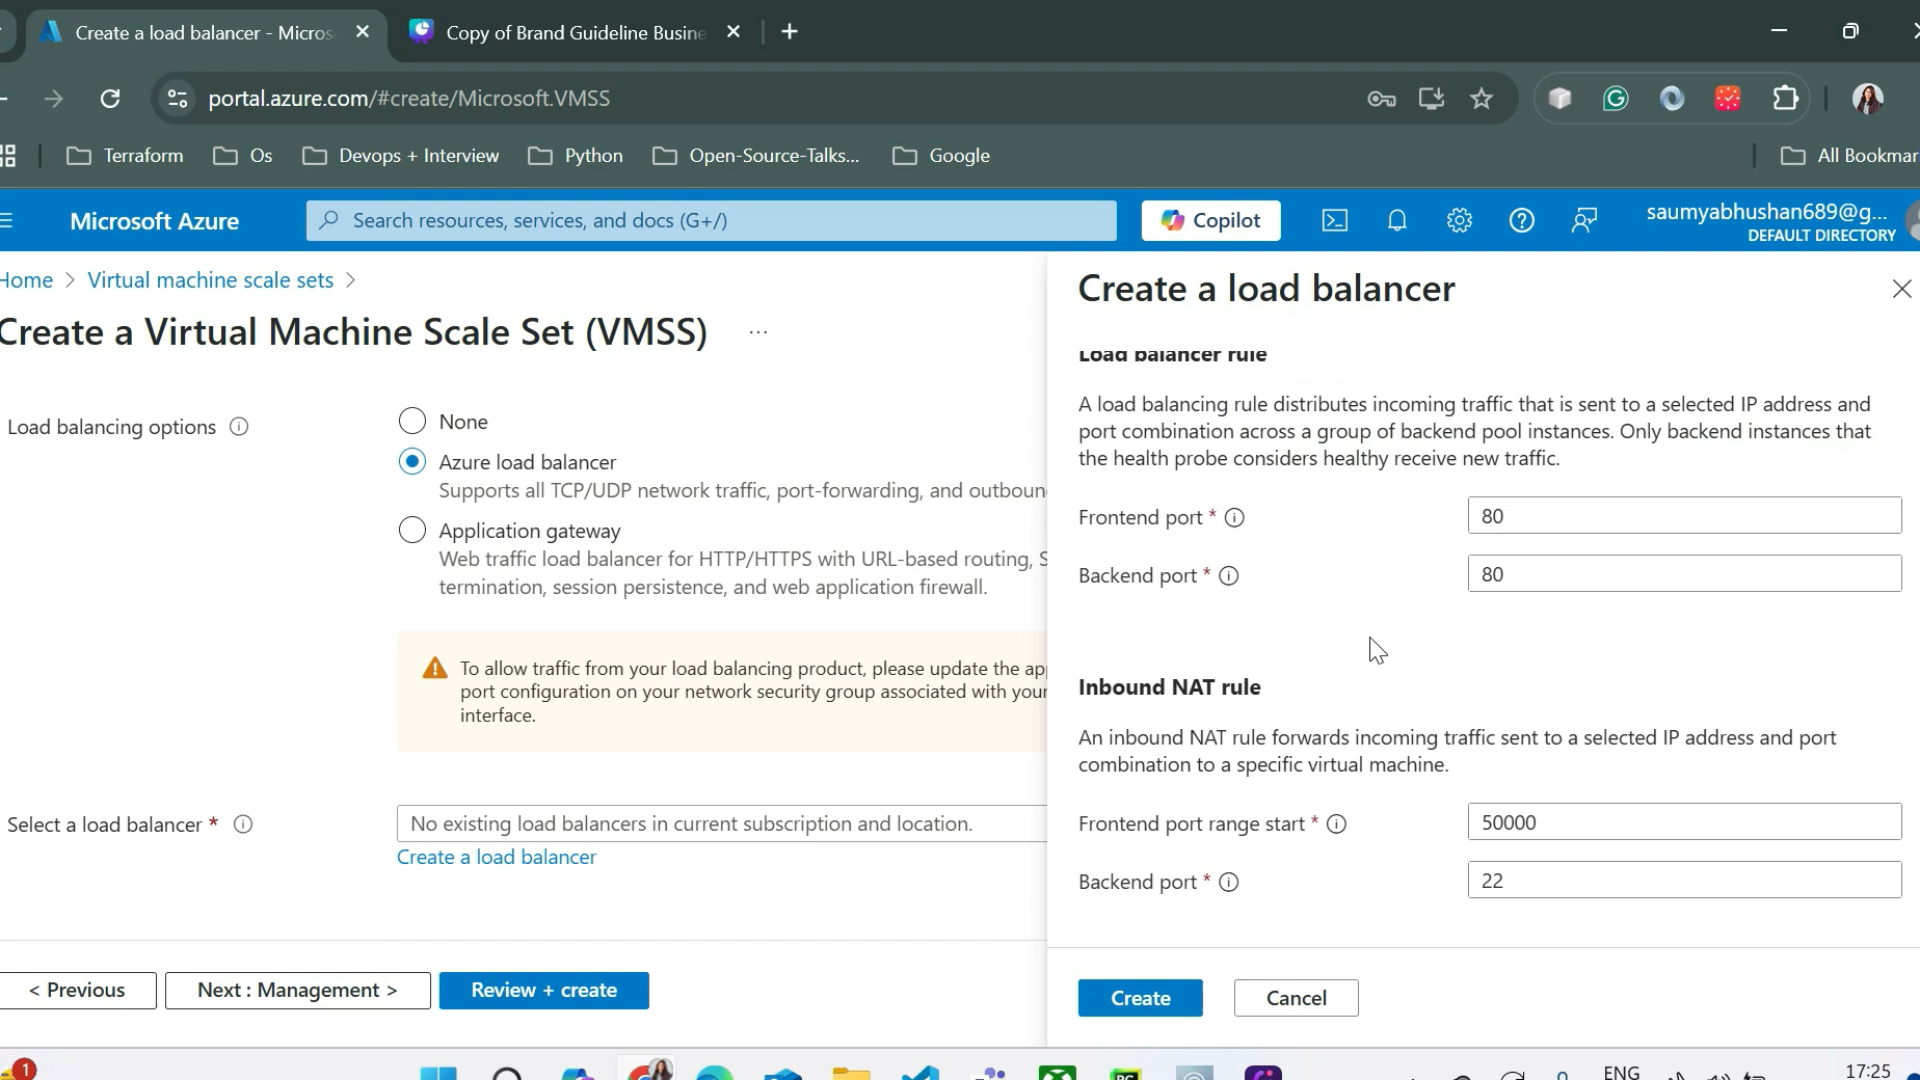 Create a load balancer - Micros
Copy of Brand Guideline Busine
portal.azure.com/#create/Microsoft.VMSS
Terraform
Os
Devops + Interview
Python
Open-Source-Talks...
Google
All Bookmar
Microsoft Azure
Search resources, services, and docs (G+/)
Copilot
saumyabhushan689@g...
DEFAULT DIRECTORY
Home > Virtual machine scale sets >
Create a Virtual Machine Scale Set (VMSS) ...
Load balancing options
None
Azure load balancer
Supports all TCP/UDP network traffic, port-forwarding, and outboun
Application gateway
Web traffic load balancer for HTTP/HTTPS with URL-based routing, S
termination, session persistence, and web application firewall.
To allow traffic from your load balancing product, please update the ap
port configuration on your network security group associated with your
interface.
Select a load balancer *
No existing load balancers in current subscription and location.
Create a load balancer
< Previous
Next : Management >
Review + create
Create a load balancer
Load balancer rule
A load balancing rule distributes incoming traffic that is sent to a selected IP address and
port combination across a group of backend pool instances. Only backend instances that
the health probe considers healthy receive new traffic.
Frontend port *
80
Backend port *
80
Inbound NAT rule
An inbound NAT rule forwards incoming traffic sent to a selected IP address and port
combination to a specific virtual machine.
Frontend port range start *
50000
Backend port *
22
Create
Cancel
1
ENG
17:25